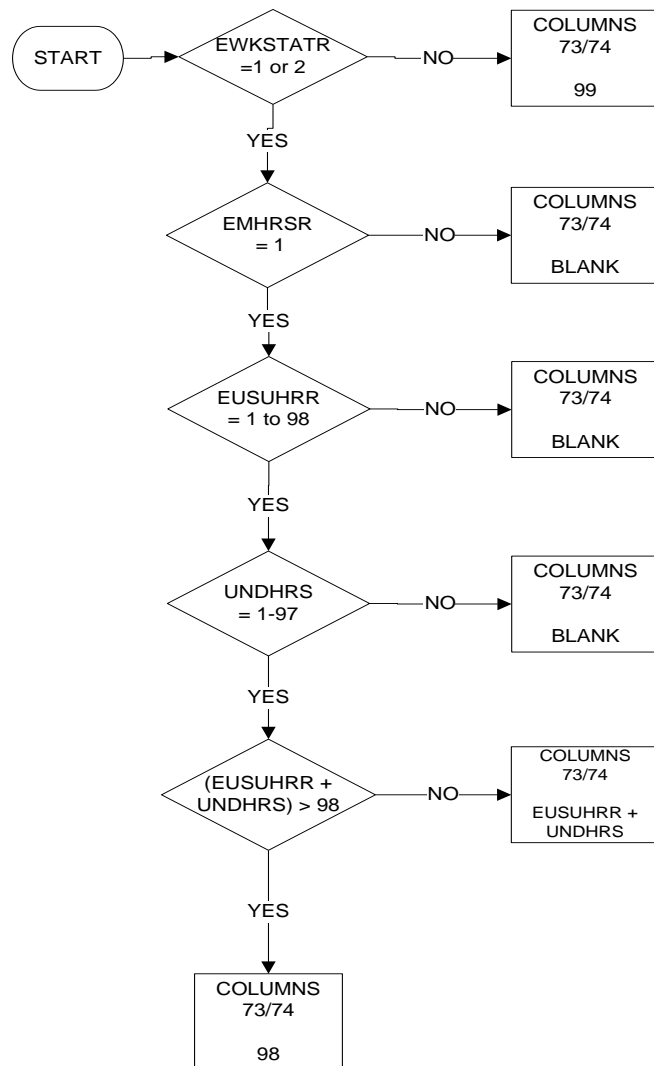 START
EWKSTATR
=1 or 2
NO
COLUMNS
73/74
99
YES
EMHRSR
= 1
NO
COLUMNS
73/74
BLANK
YES
EUSUHRR
= 1 to 98
NO
COLUMNS
73/74
BLANK
YES
UNDHRS
= 1-97
NO
COLUMNS
73/74
BLANK
YES
(EUSUHRR +
UNDHRS) > 98
NO
COLUMNS
73/74
EUSUHRR +
UNDHRS
YES
COLUMNS
73/74
98